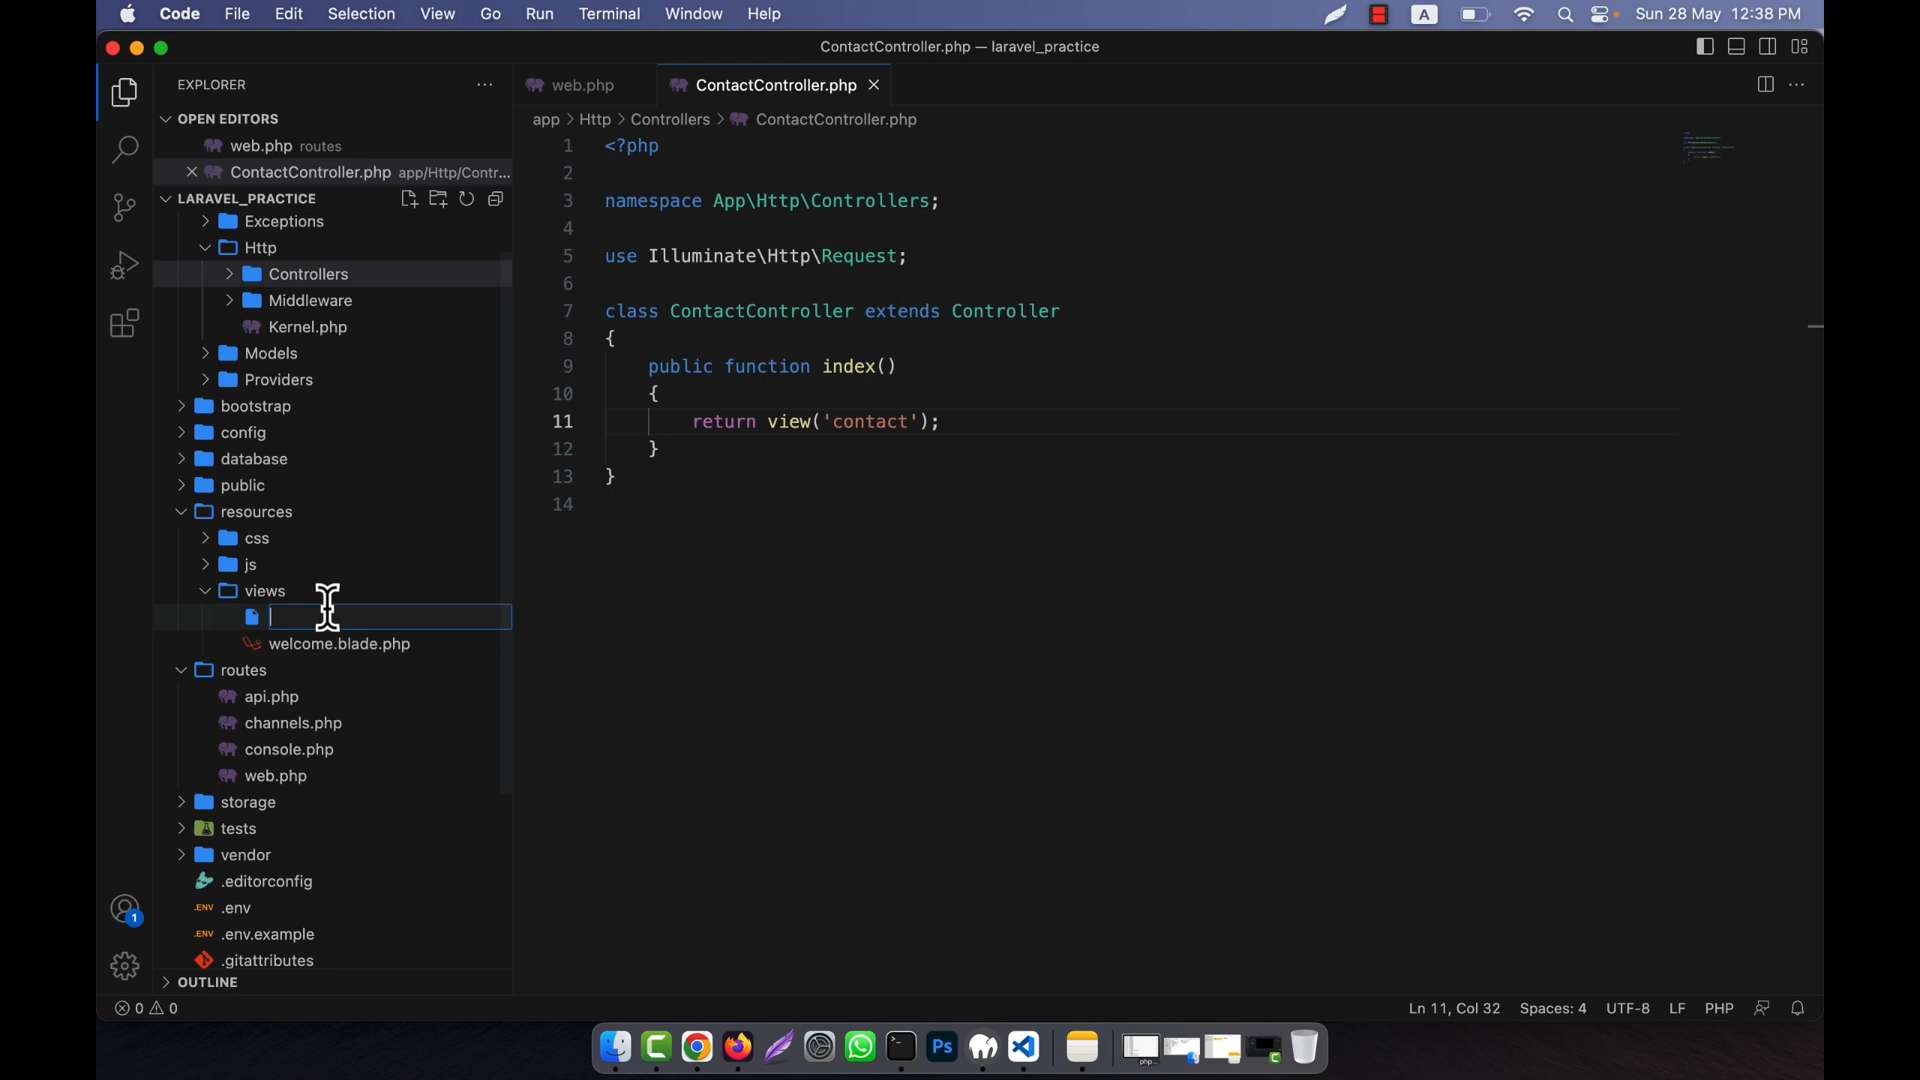 Code File Edit Selection View Go Run Terminal Window Help A Sun 28 May 12:38 PM
ContactController.php — laravel_practice
EXPLORER
OPEN EDITORS
web.php routes
ContactController.php app/Http/Contr...
LARAVEL_PRACTICE
Exceptions
Http
Controllers
Middleware
Kernel.php
Models
Providers
bootstrap
config
database
public
resources
css
js
views
welcome.blade.php
routes
api.php
channels.php
console.php
web.php
storage
tests
vendor
.editorconfig
.ENV .env
.ENV .env.example
.gitattributes
OUTLINE
web.php ContactController.php
app > Http > Controllers > ContactController.php
1 <?php
2
3 namespace App\Http\Controllers;
4
5 use Illuminate\Http\Request;
6
7 class ContactController extends Controller
8 {
9 public function index()
10 {
11 return view('contact');
12 }
13 }
14
1
0 0 Ln 11, Col 32 Spaces: 4 UTF-8 LF PHP
Ps